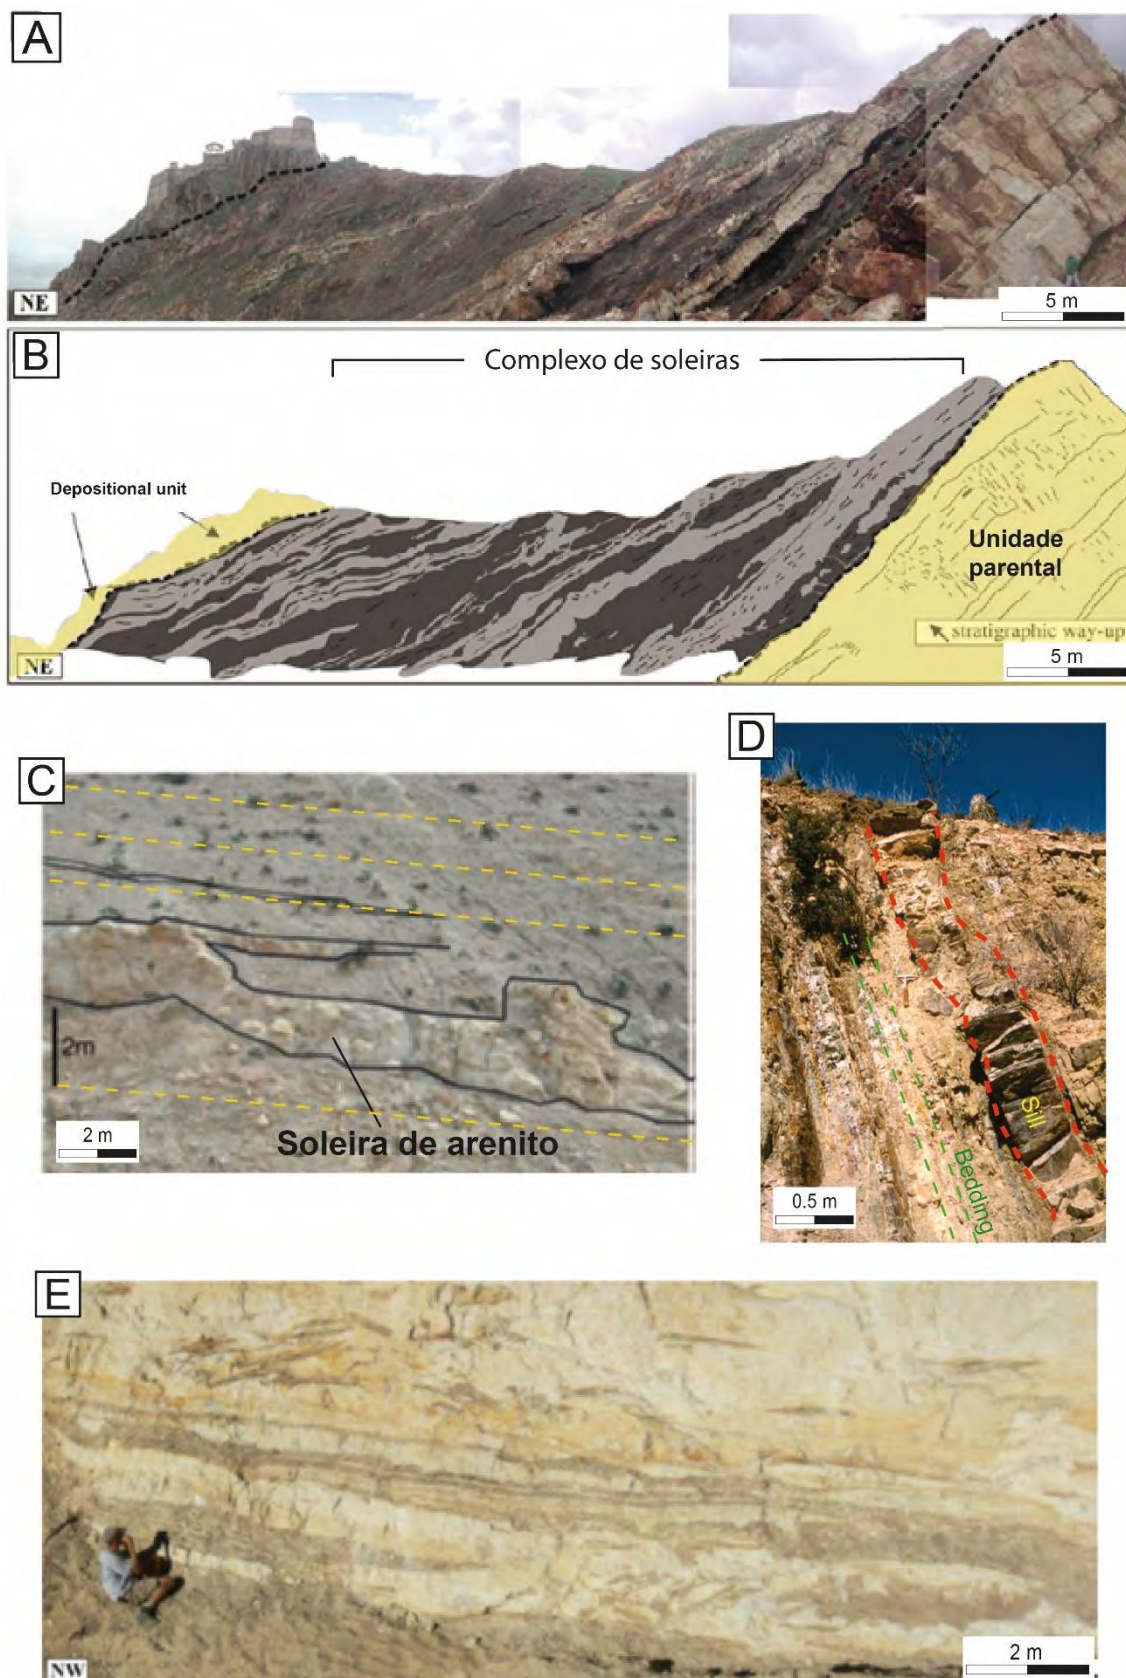 A
NE
5 m
B
Complexo de soleiras
Depositional unit
Unidade
parental
stratigraphic way-up
NE
5 m
C
2m
2 m
Soleira de arenito
D
Sill
Bedding
0.5 m
E
NW
2 m